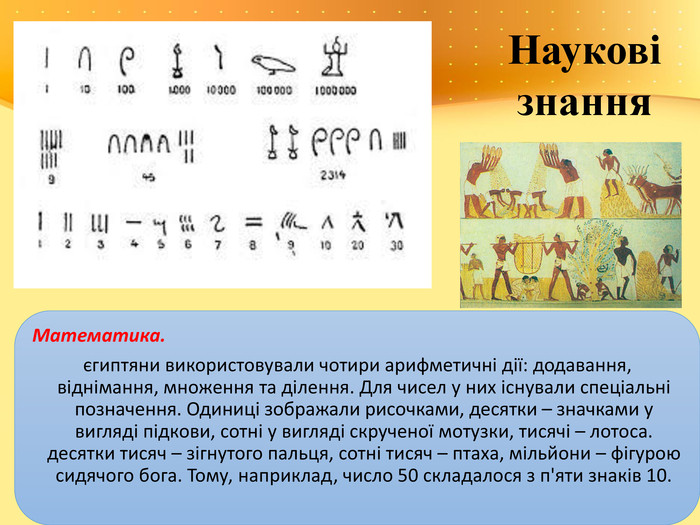 Наукові
знання
1 10 100 1000 10000 100000 1000000
9 45 2314
1 2 3 4 5 6 7 8 9 10 20 30
Математика.
єгиптяни використовували чотири арифметичні дії: додавання,
віднімання, множення та ділення. Для чисел у них існували спеціальні
позначення. Одиниці зображали рисочками, десятки – значками у
вигляді підкови, сотні у вигляді скрученої мотузки, тисячі – лотоса.
десятки тисяч – зігнутого пальця, сотні тисяч – птаха, мільйони – фігурою
сидячого бога. Тому, наприклад, число 50 складалося з п'яти знаків 10.